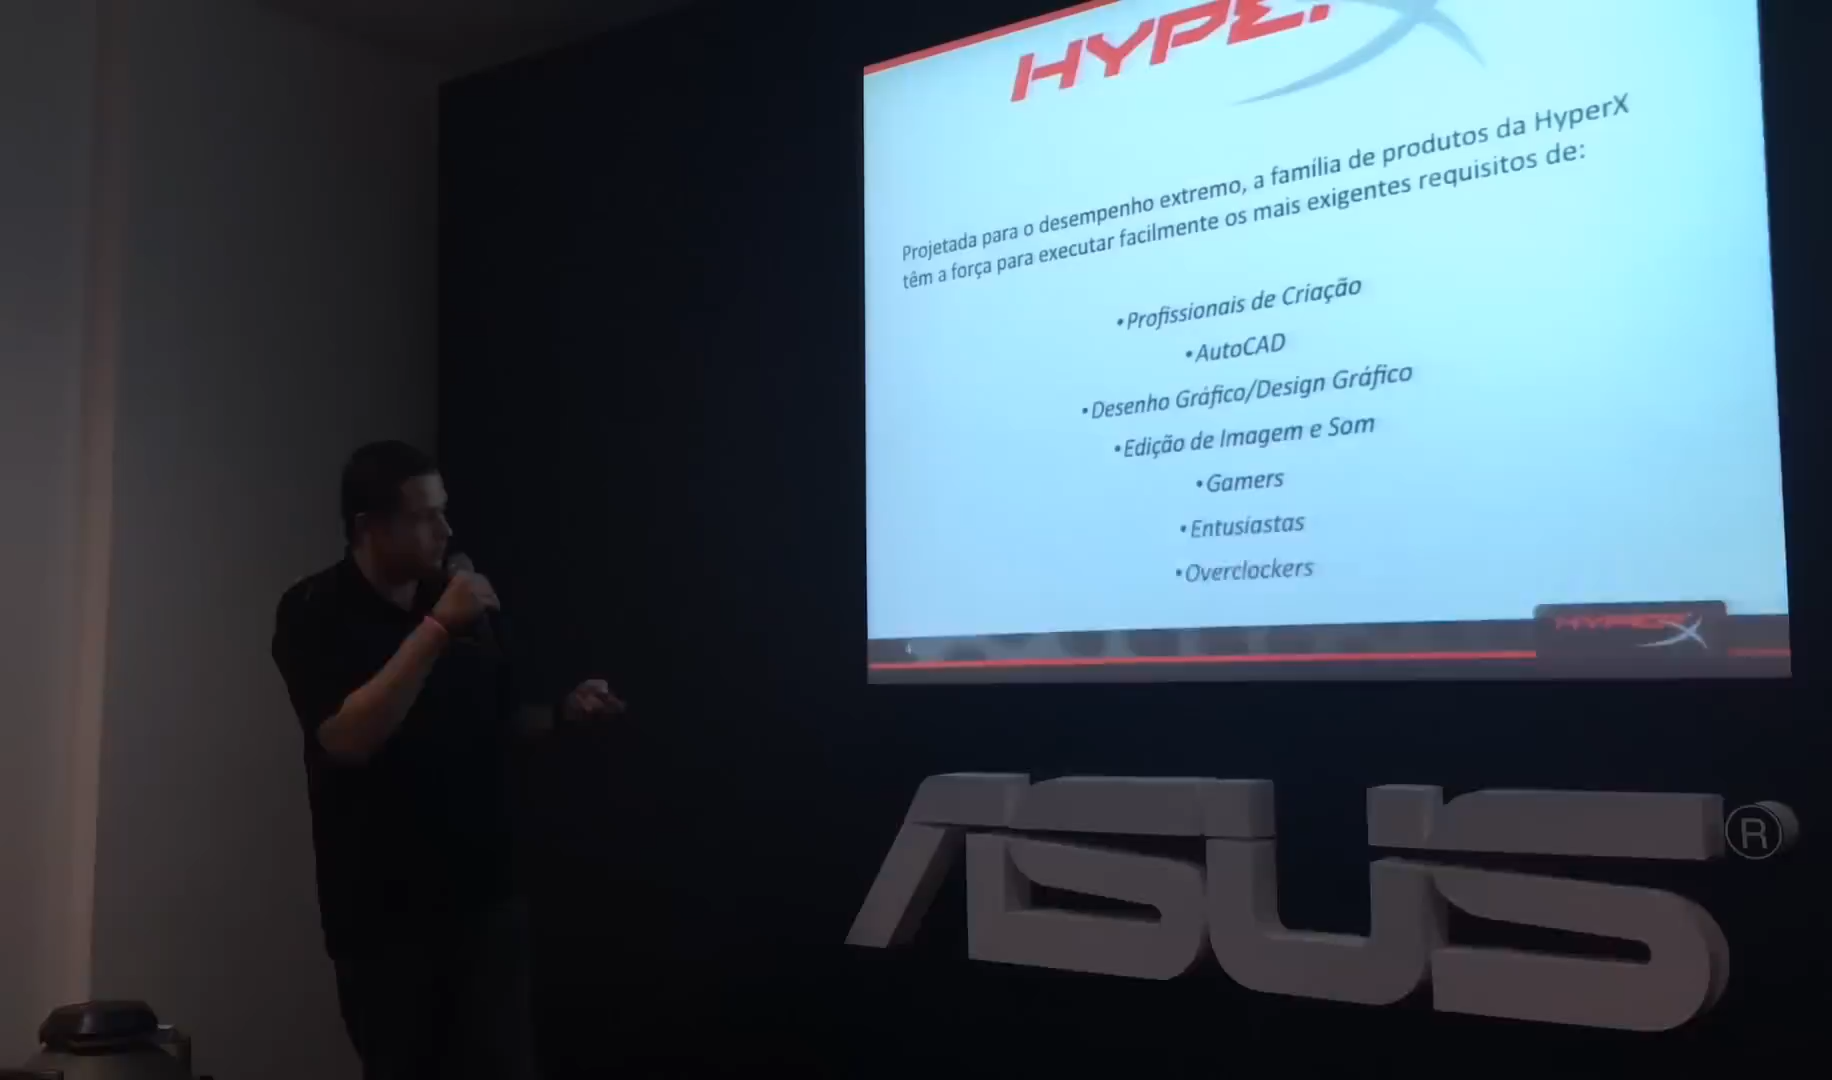 HYPERX
Projetada para o desempenho extremo, a família de produtos da HyperX
têm a força para executar facilmente os mais exigentes requisitos de:
•Profissionais de Criação
•AutoCAD
•Desenho Gráfico/Design Gráfico
•Edição de Imagem e Som
•Gamers
•Entusiastas
•Overclockers
4
HYPERX
ASUS®